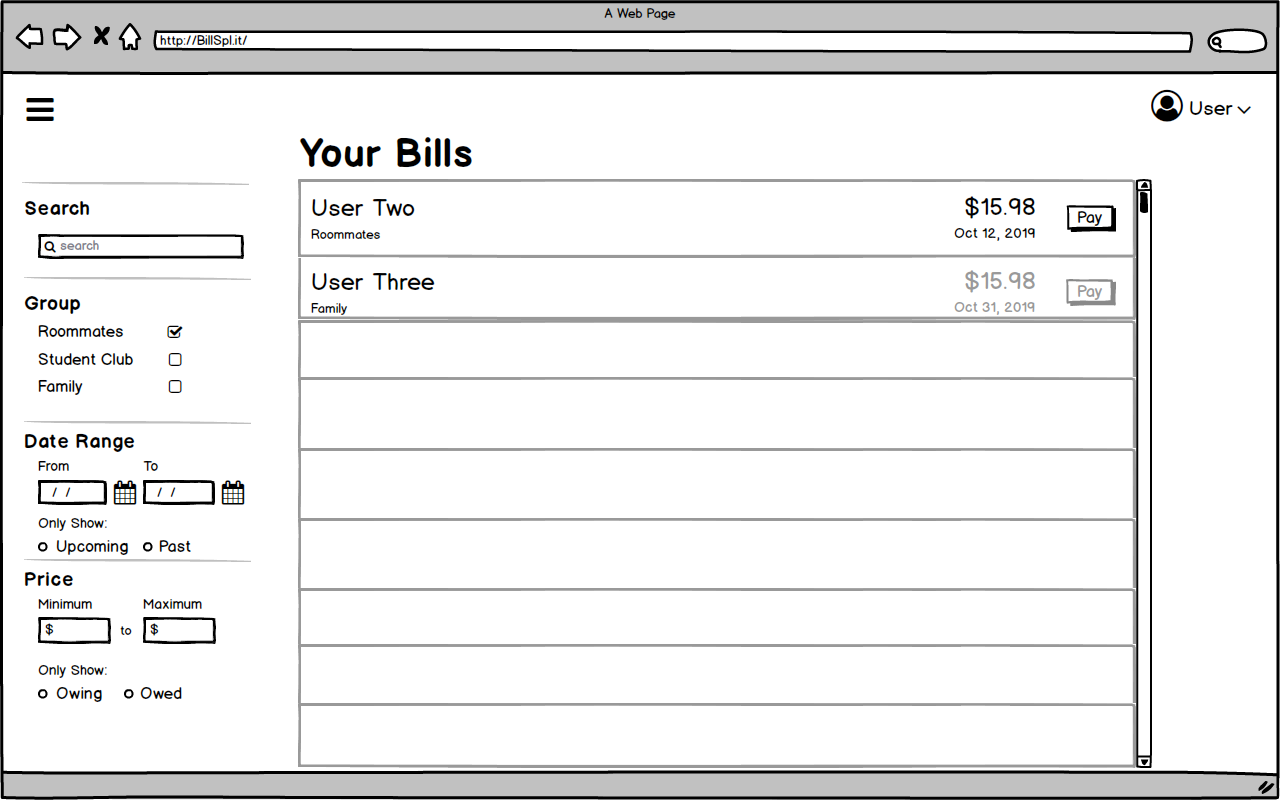 A Web Page
http://BillSpl.it/
User
Your Bills
Search
search
Group
Roommates
Student Club
Family
Date Range
From To
/ / / /
Only Show:
Upcoming Past
Price
Minimum Maximum
$ to $
Only Show:
Owing Owed
User Two $15.98 Pay
Roommates Oct 12, 2019
User Three $15.98 Pay
Family Oct 31, 2019